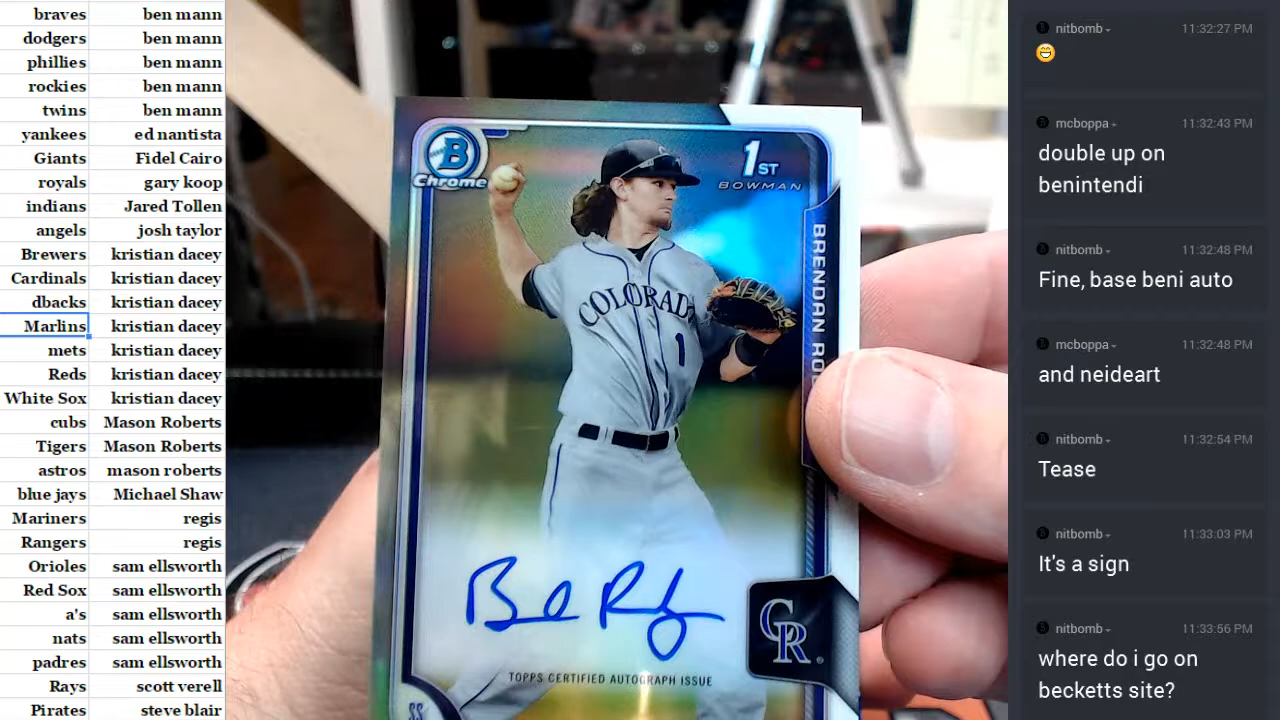 braves ben mann
dodgers ben mann
phillies ben mann
rockies ben mann
twins ben mann
yankees ed nantista
Giants Fidel Cairo
royals gary koop
indians Jared Tollen
angels josh taylor
Brewers kristian dacey
Cardinals kristian dacey
dbacks kristian dacey
Marlins kristian dacey
mets kristian dacey
Reds kristian dacey
White Sox kristian dacey
cubs Mason Roberts
Tigers Mason Roberts
astros mason roberts
blue jays Michael Shaw
Mariners regis
Rangers regis
Orioles sam ellsworth
Red Sox sam ellsworth
a's sam ellsworth
nats sam ellsworth
padres sam ellsworth
Rays scott verell
Pirates steve blair
B
Chrome
1ST
BOWMAN
BRENDAN RO
COLORADO
1
CR
TOPPS CERTIFIED AUTOGRAPH ISSUE
SS
nitbomb 11:32:27 PM
😁
mcboppa 11:32:43 PM
double up on
benintendi
nitbomb 11:32:48 PM
Fine, base beni auto
mcboppa 11:32:48 PM
and neideart
nitbomb 11:32:54 PM
Tease
nitbomb 11:33:03 PM
It's a sign
nitbomb 11:33:56 PM
where do i go on
becketts site?